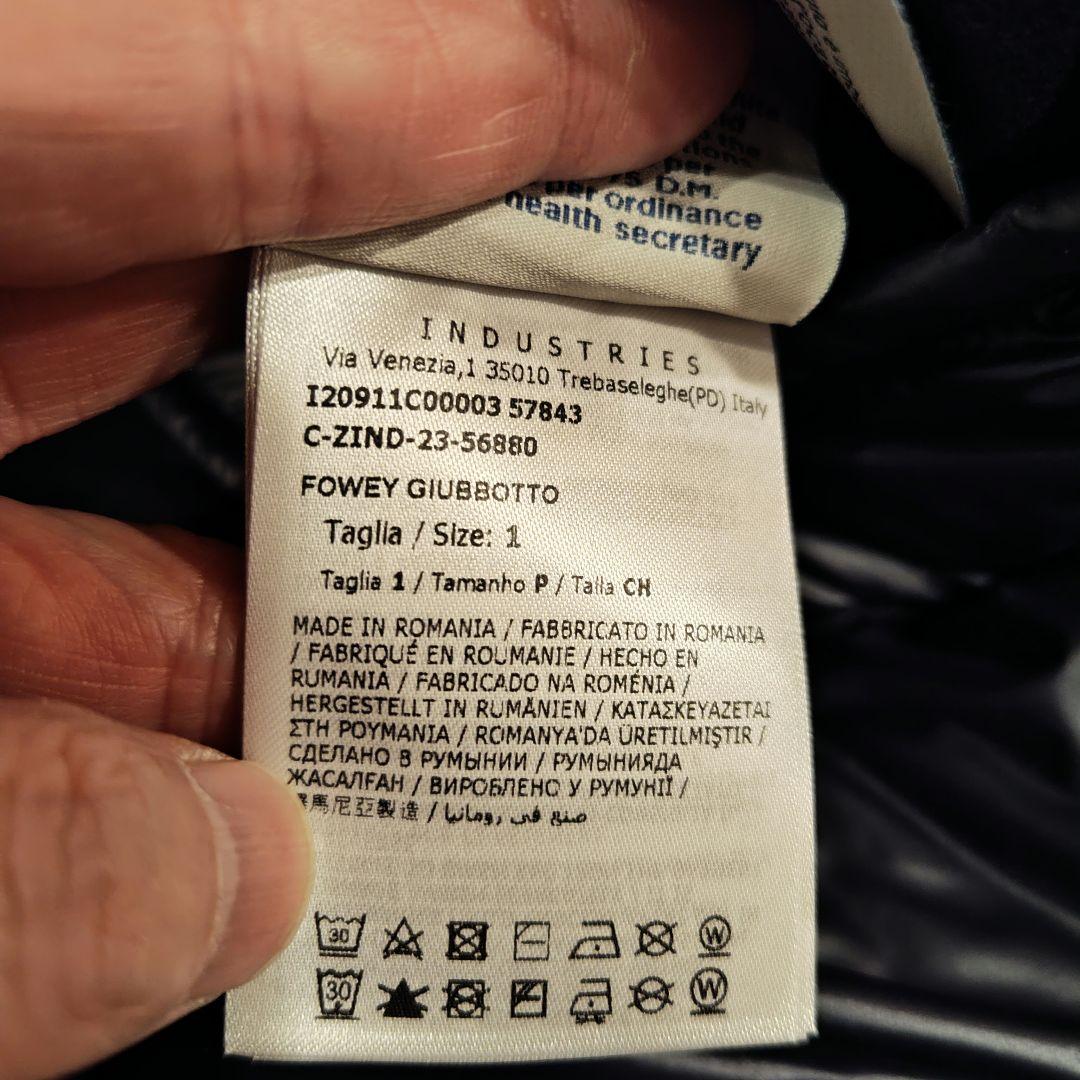 per
D.M.
per ordinance
health secretary
INDUSTRIES
Via Venezia,1 35010 Trebaseleghe(PD) Italy
I20911C00003 57843
C-ZIND-23-56880
FOWEY GIUBBOTTO
Taglia / Size: 1
Taglia 1 / Tamanho P / Talla CH
MADE IN ROMANIA / FABBRICATO IN ROMANIA
/ FABRIQUÉ EN ROUMANIE / HECHO EN
RUMANIA / FABRICADO NA ROMÉNIA /
HERGESTELLT IN RUMÄNIEN / ΚΑΤΑΣΚΕΥΑΖΕΤΑΙ
ΣΤΗ ΡΟΥΜΑΝΙΑ / ROMANYA'DA ÜRETILMIŞTIR /
СДЕЛАНО В РУМЫНИИ / РУМЫНИЯДА
ЖАСАЛҒАН / ВИРОБЛЕНО У РУМУНІЇ /
馬尼亞製造 / صنع في رومانيا
30 W
30 W